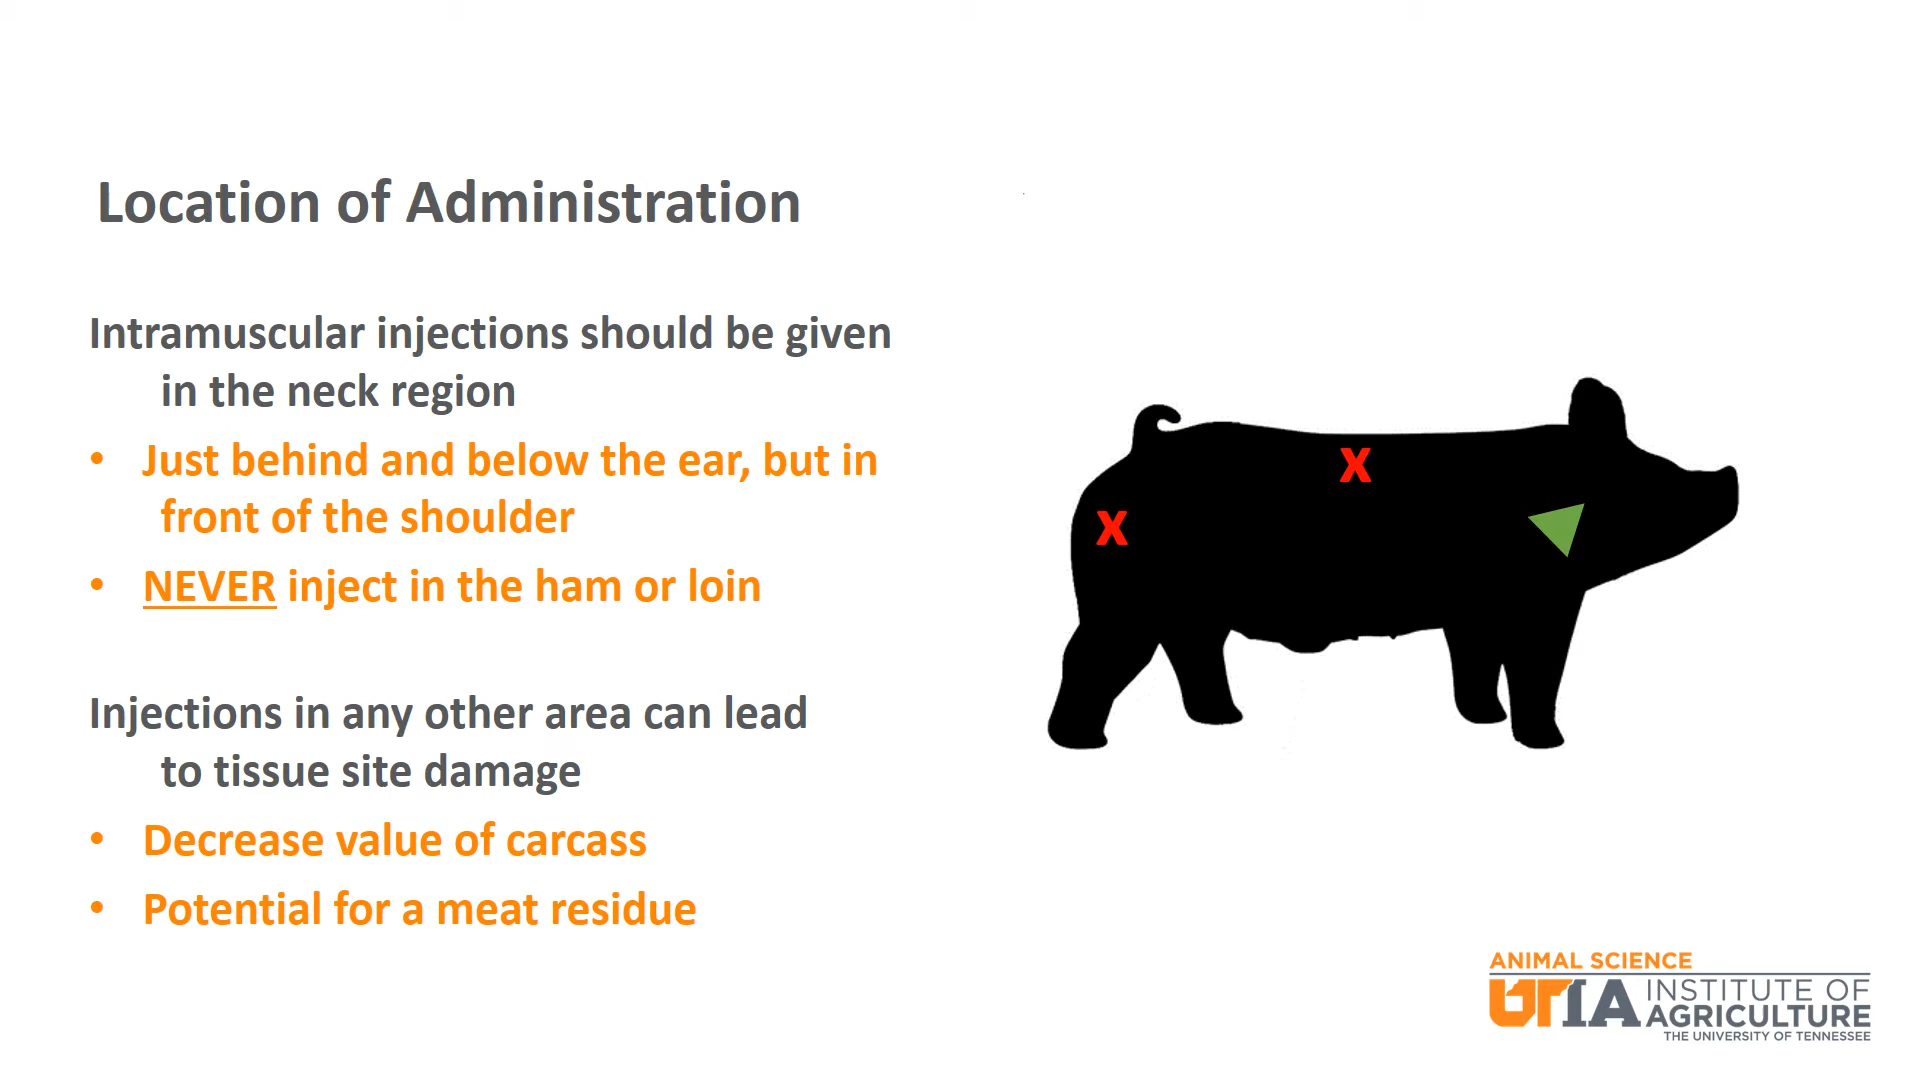 Location of Administration
Intramuscular injections should be given
in the neck region
• Just behind and below the ear, but in
front of the shoulder
• NEVER inject in the ham or loin
Injections in any other area can lead
to tissue site damage
• Decrease value of carcass
• Potential for a meat residue
X
X
ANIMAL SCIENCE
UTIA INSTITUTE OF
AGRICULTURE
THE UNIVERSITY OF TENNESSEE